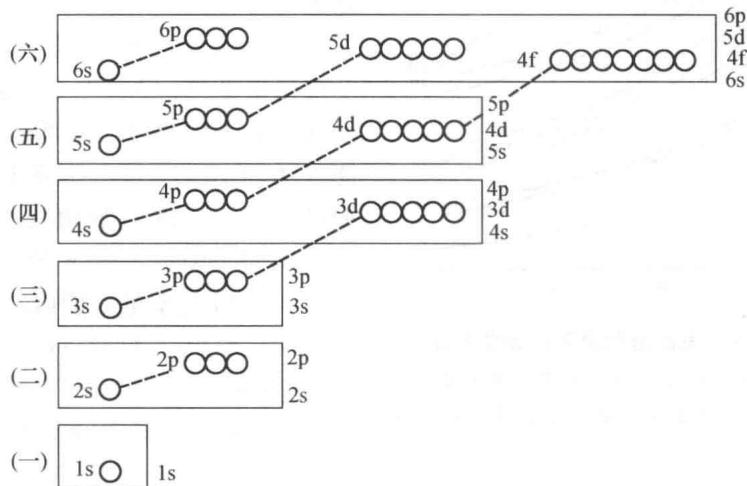 6p
(六) 6s 6p 5d 4f 5d
4f
6s
(五) 5s 5p 4d 5p
4d
5s
(四) 4s 4p 3d 4p
3d
4s
(三) 3s 3p 3p
3s
(二) 2s 2p 2p
2s
(一) 1s 1s